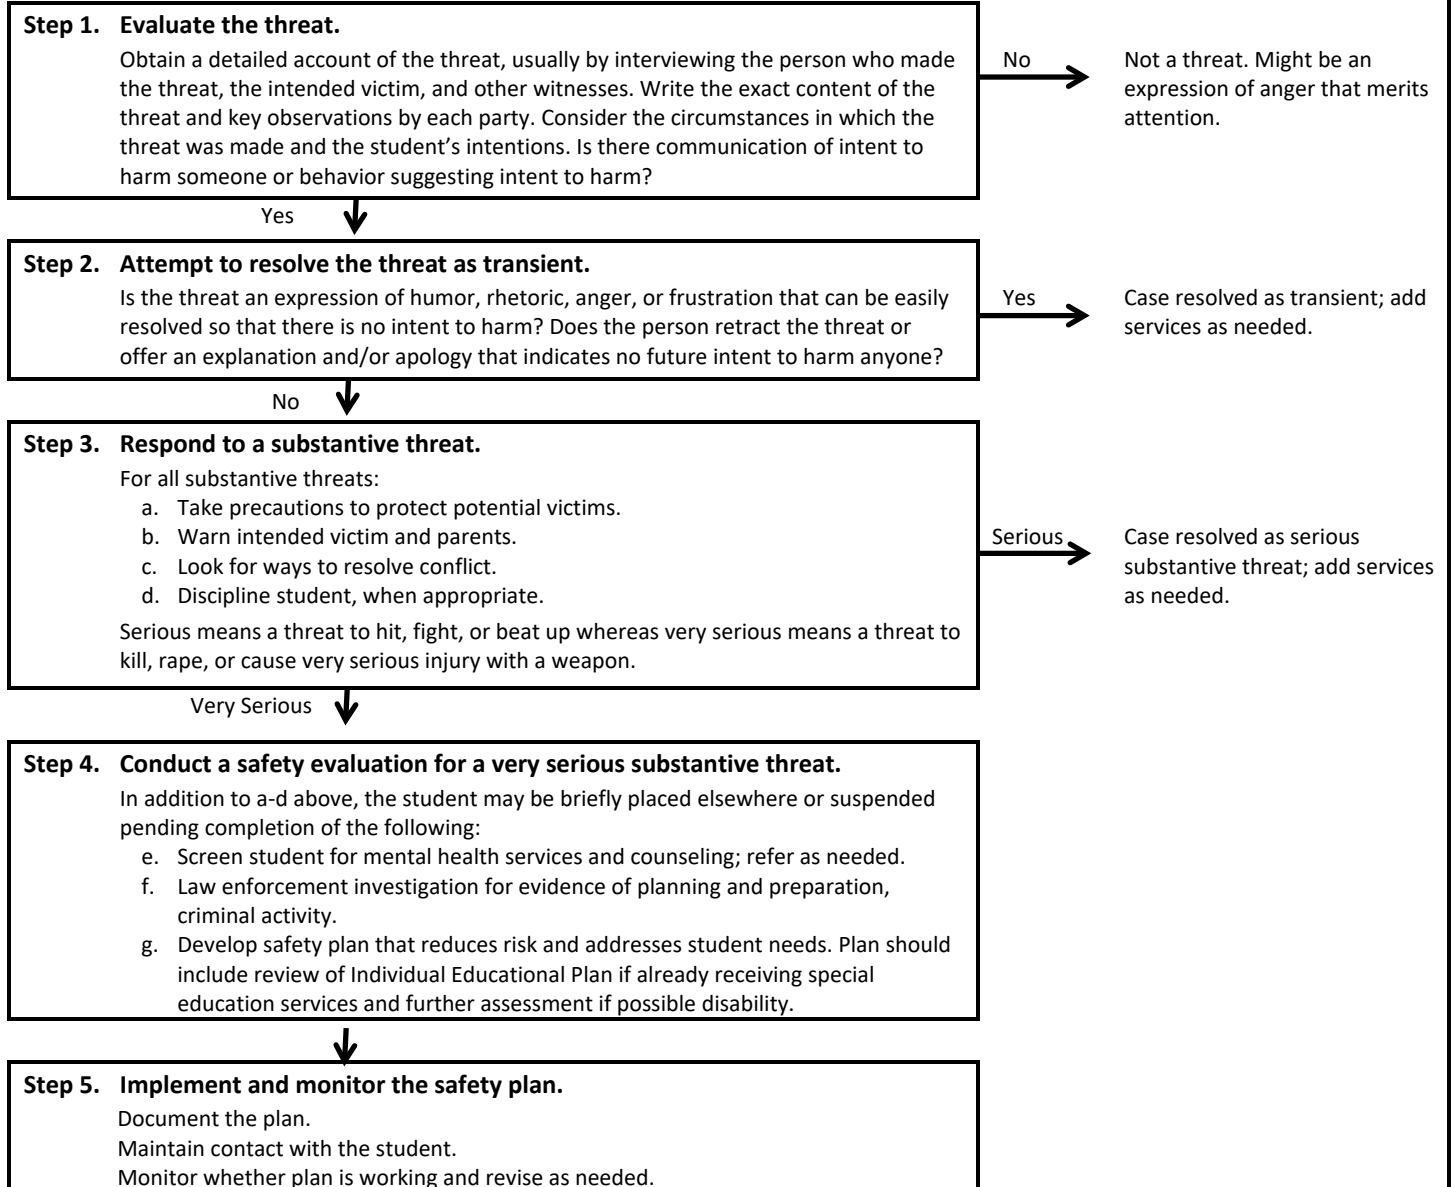 Step 1. Evaluate the threat.
Obtain a detailed account of the threat, usually by interviewing the person who made
the threat, the intended victim, and other witnesses. Write the exact content of the
threat and key observations by each party. Consider the circumstances in which the
threat was made and the student’s intentions. Is there communication of intent to
harm someone or behavior suggesting intent to harm?
No
Not a threat. Might be an
expression of anger that merits
attention.
Yes
Step 2. Attempt to resolve the threat as transient.
Is the threat an expression of humor, rhetoric, anger, or frustration that can be easily
resolved so that there is no intent to harm? Does the person retract the threat or
offer an explanation and/or apology that indicates no future intent to harm anyone?
Yes
Case resolved as transient; add
services as needed.
No
Step 3. Respond to a substantive threat.
For all substantive threats:
a. Take precautions to protect potential victims.
b. Warn intended victim and parents.
c. Look for ways to resolve conflict.
d. Discipline student, when appropriate.
Serious means a threat to hit, fight, or beat up whereas very serious means a threat to
kill, rape, or cause very serious injury with a weapon.
Serious
Case resolved as serious
substantive threat; add services
as needed.
Very Serious
Step 4. Conduct a safety evaluation for a very serious substantive threat.
In addition to a-d above, the student may be briefly placed elsewhere or suspended
pending completion of the following:
e. Screen student for mental health services and counseling; refer as needed.
f. Law enforcement investigation for evidence of planning and preparation,
criminal activity.
g. Develop safety plan that reduces risk and addresses student needs. Plan should
include review of Individual Educational Plan if already receiving special
education services and further assessment if possible disability.
Step 5. Implement and monitor the safety plan.
Document the plan.
Maintain contact with the student.
Monitor whether plan is working and revise as needed.